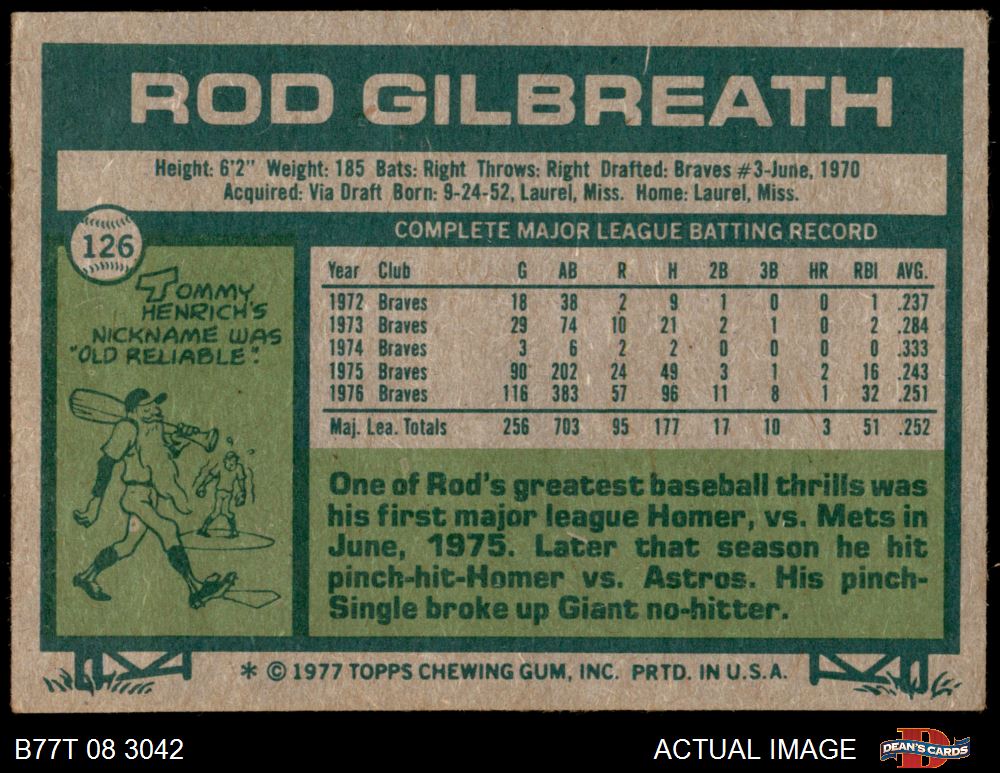 ROD GILBREATH
Height: 6'2" Weight: 185 Bats: Right Throws: Right Drafted: Braves #3-June, 1970
Acquired: Via Draft Born: 9-24-52, Laurel, Miss. Home: Laurel, Miss.
126
TOMMY
HENRICH'S
NICKNAME WAS
"OLD RELIABLE".
COMPLETE MAJOR LEAGUE BATTING RECORD
Year Club G AB R H 2B 3B HR RBI AVG.
1972 Braves 18 38 2 9 1 0 0 1 .237
1973 Braves 29 74 10 21 2 1 0 2 .284
1974 Braves 3 6 2 2 0 0 0 0 .333
1975 Braves 90 202 24 49 3 1 2 16 .243
1976 Braves 116 383 57 96 11 8 1 32 .251
Maj. Lea. Totals 256 703 95 177 17 10 3 51 .252
One of Rod's greatest baseball thrills was
his first major league Homer, vs. Mets in
June, 1975. Later that season he hit
pinch-hit-Homer vs. Astros. His pinch-
Single broke up Giant no-hitter.
* © 1977 TOPPS CHEWING GUM, INC. PRTD. IN U.S.A.
B77T 08 3042
ACTUAL IMAGE
DEAN'S CARDS